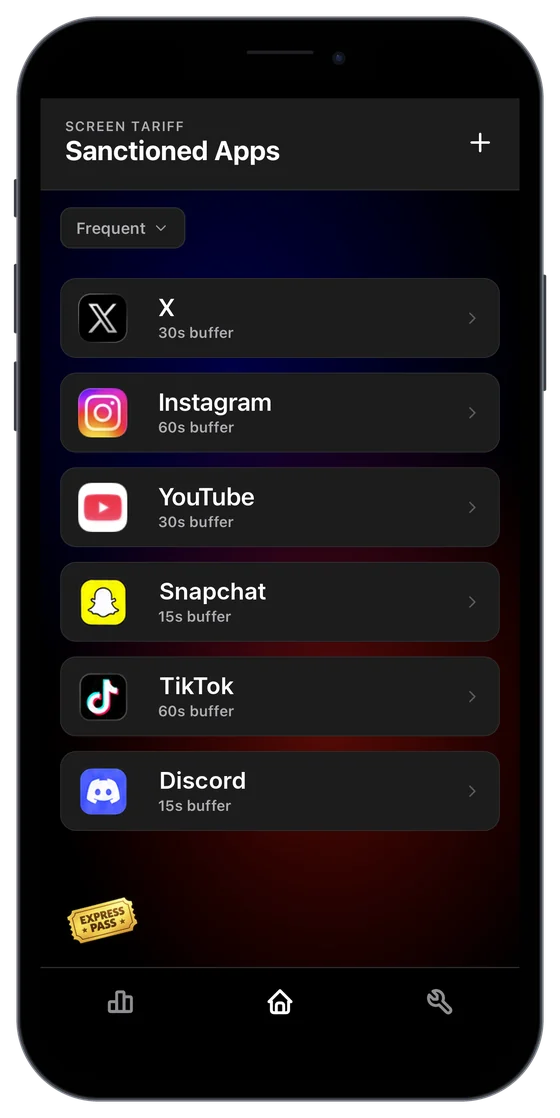 SCREEN TARIFF
Sanctioned Apps
Frequent
X
30s buffer
Instagram
60s buffer
YouTube
30s buffer
Snapchat
15s buffer
TikTok
60s buffer
Discord
15s buffer
EXPRESS
PASS